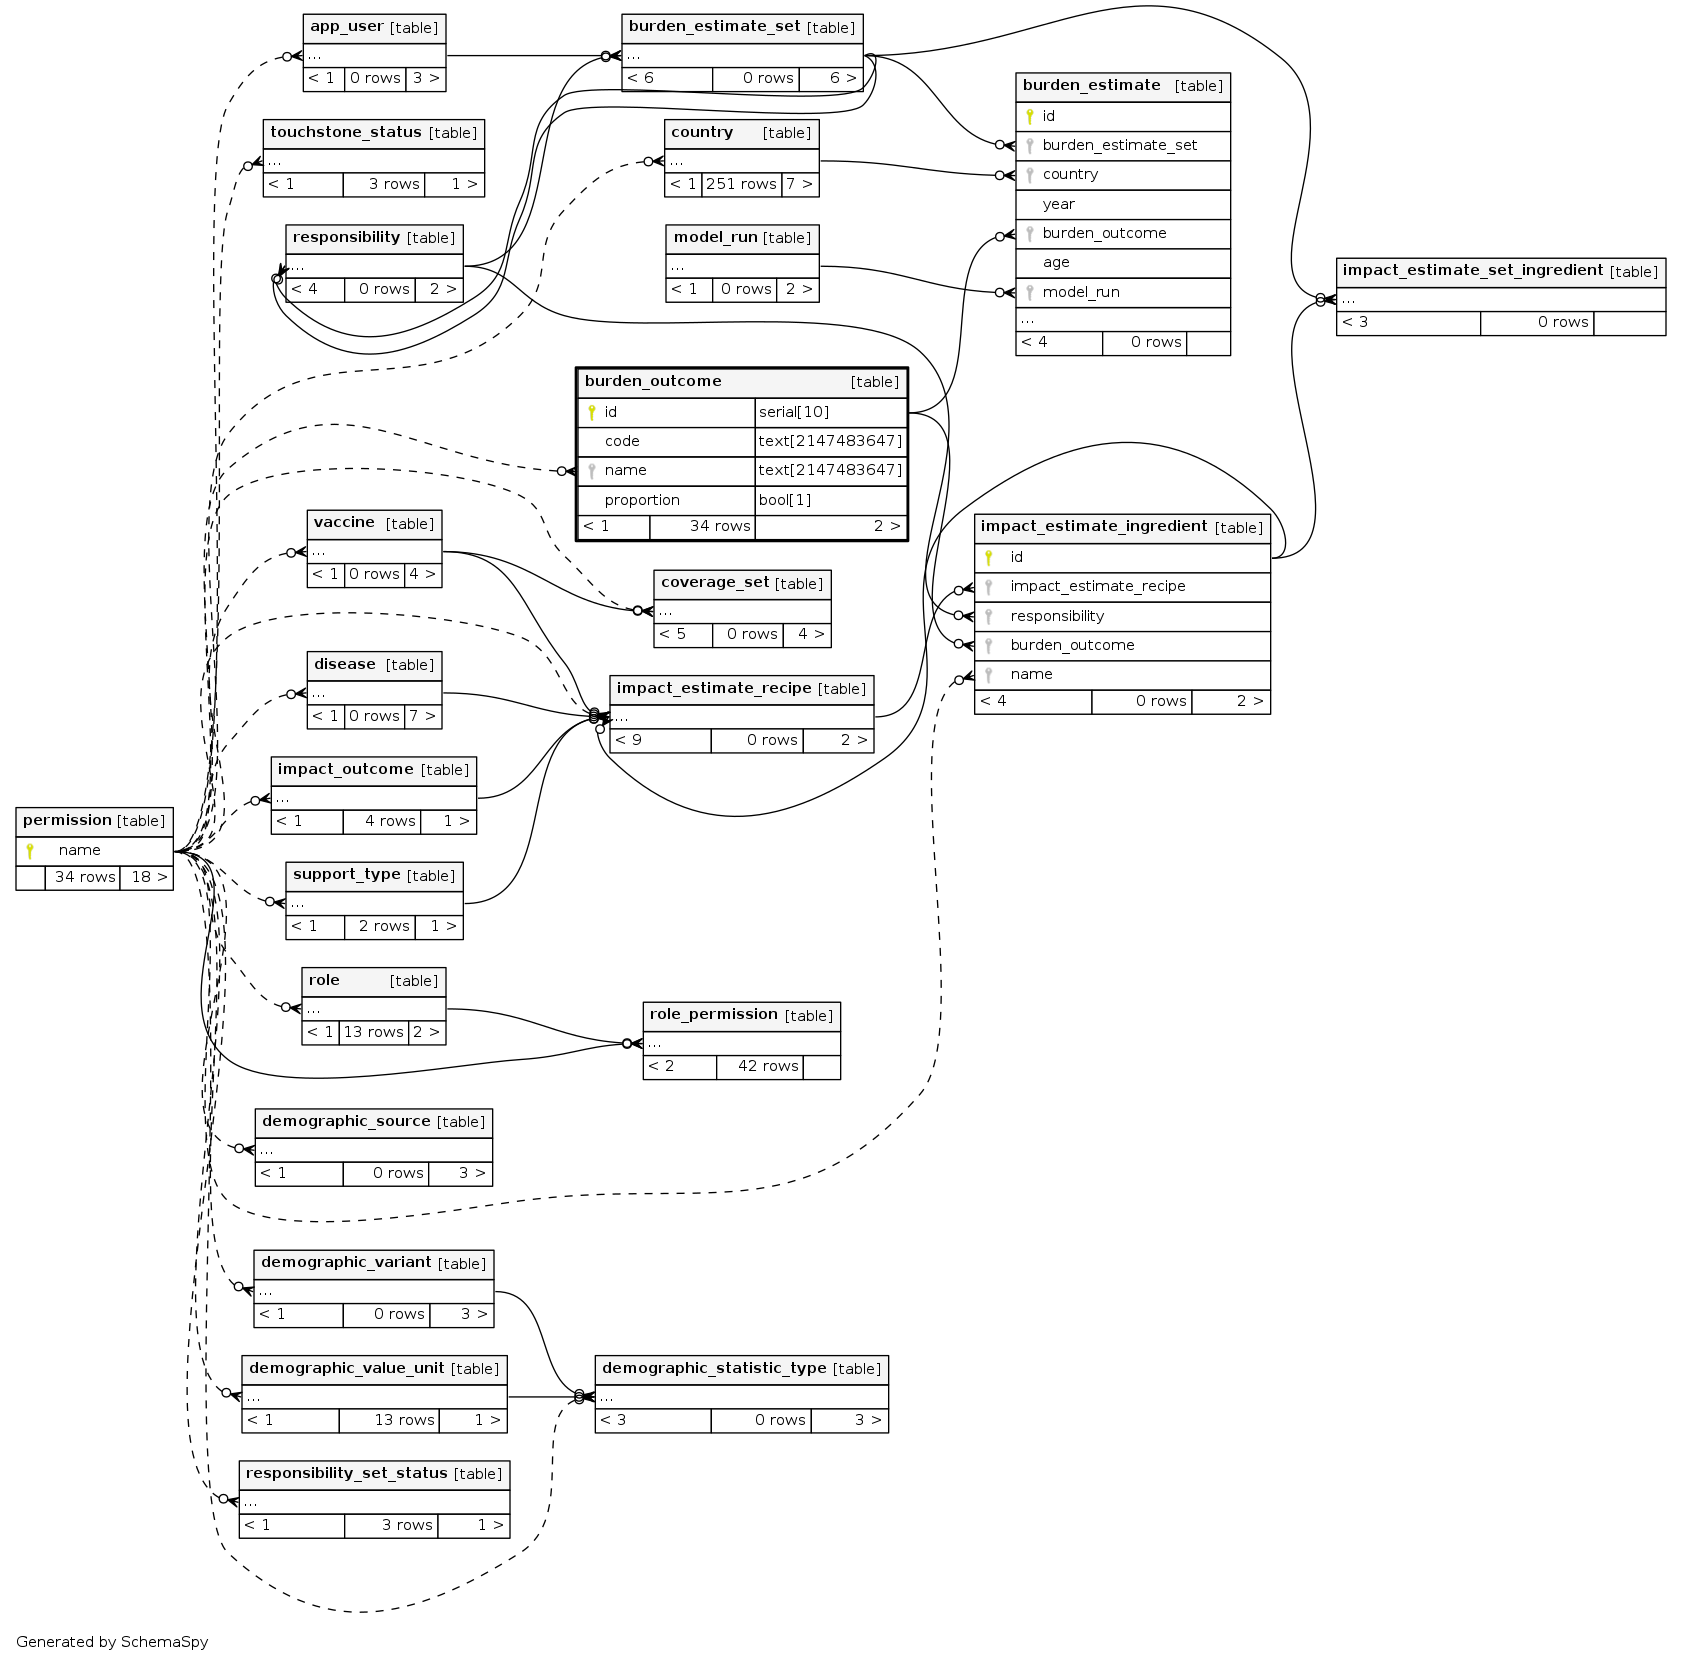 app_user [table]
...
< 1 0 rows 3 >
burden_estimate_set [table]
...
< 6 0 rows 6 >
burden_estimate [table]
id
burden_estimate_set
country
year
burden_outcome
age
model_run
...
< 4 0 rows
touchstone_status [table]
...
< 1 3 rows 1 >
country [table]
...
< 1 251 rows 7 >
responsibility [table]
...
< 4 0 rows 2 >
model_run [table]
...
< 1 0 rows 2 >
impact_estimate_set_ingredient [table]
...
< 3 0 rows
burden_outcome [table]
id serial[10]
code text[2147483647]
name text[2147483647]
proportion bool[1]
< 1 34 rows 2 >
vaccine [table]
...
< 1 0 rows 4 >
coverage_set [table]
...
< 5 0 rows 4 >
impact_estimate_ingredient [table]
id
impact_estimate_recipe
responsibility
burden_outcome
name
< 4 0 rows 2 >
disease [table]
...
< 1 0 rows 7 >
impact_estimate_recipe [table]
...
< 9 0 rows 2 >
impact_outcome [table]
...
< 1 4 rows 1 >
permission [table]
name
34 rows 18 >
support_type [table]
...
< 1 2 rows 1 >
role [table]
...
< 1 13 rows 2 >
role_permission [table]
...
< 2 42 rows
demographic_source [table]
...
< 1 0 rows 3 >
demographic_variant [table]
...
< 1 0 rows 3 >
demographic_value_unit [table]
...
< 1 13 rows 1 >
demographic_statistic_type [table]
...
< 3 0 rows 3 >
responsibility_set_status [table]
...
< 1 3 rows 1 >
Generated by SchemaSpy